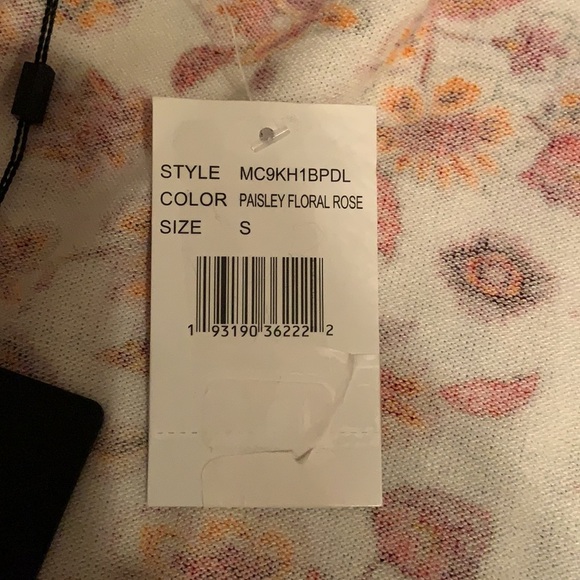 STYLE MC9KH1BPDL
COLOR PAISLEY FLORAL ROSE
SIZE S
1 93190 36222 2